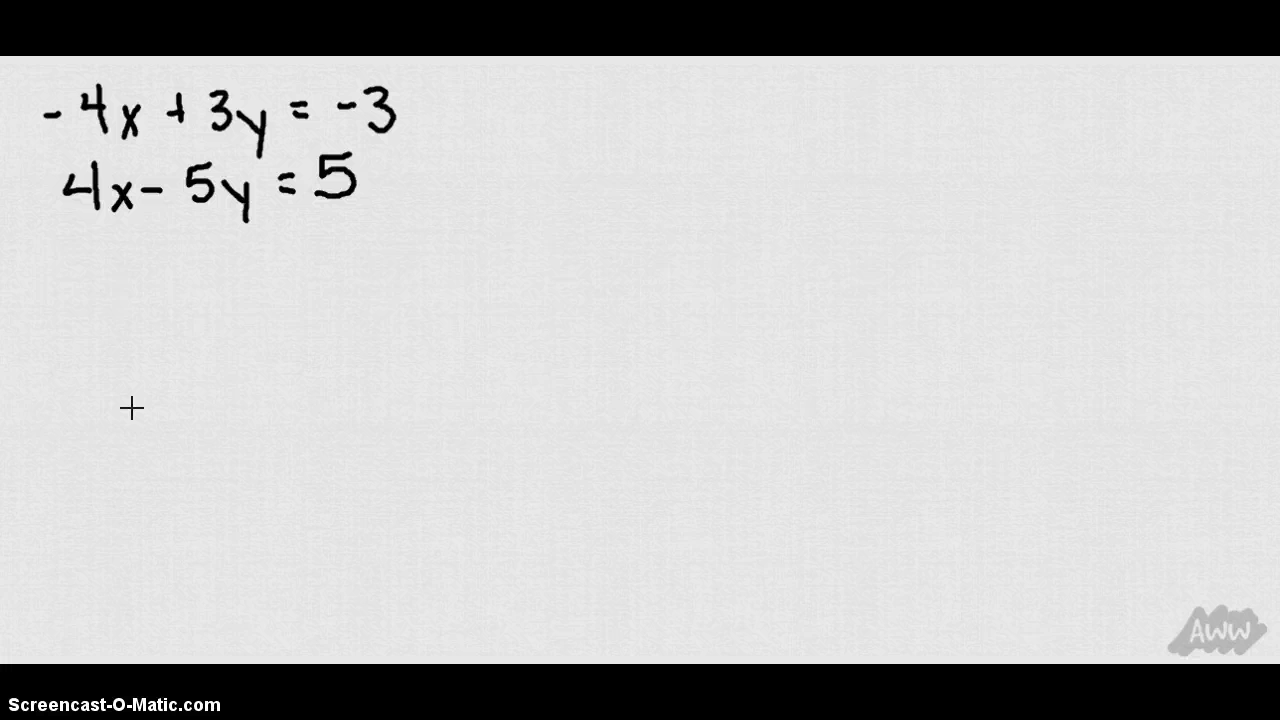 -4x + 3y = -3
4x - 5y = 5
AWW
Screencast-O-Matic.com